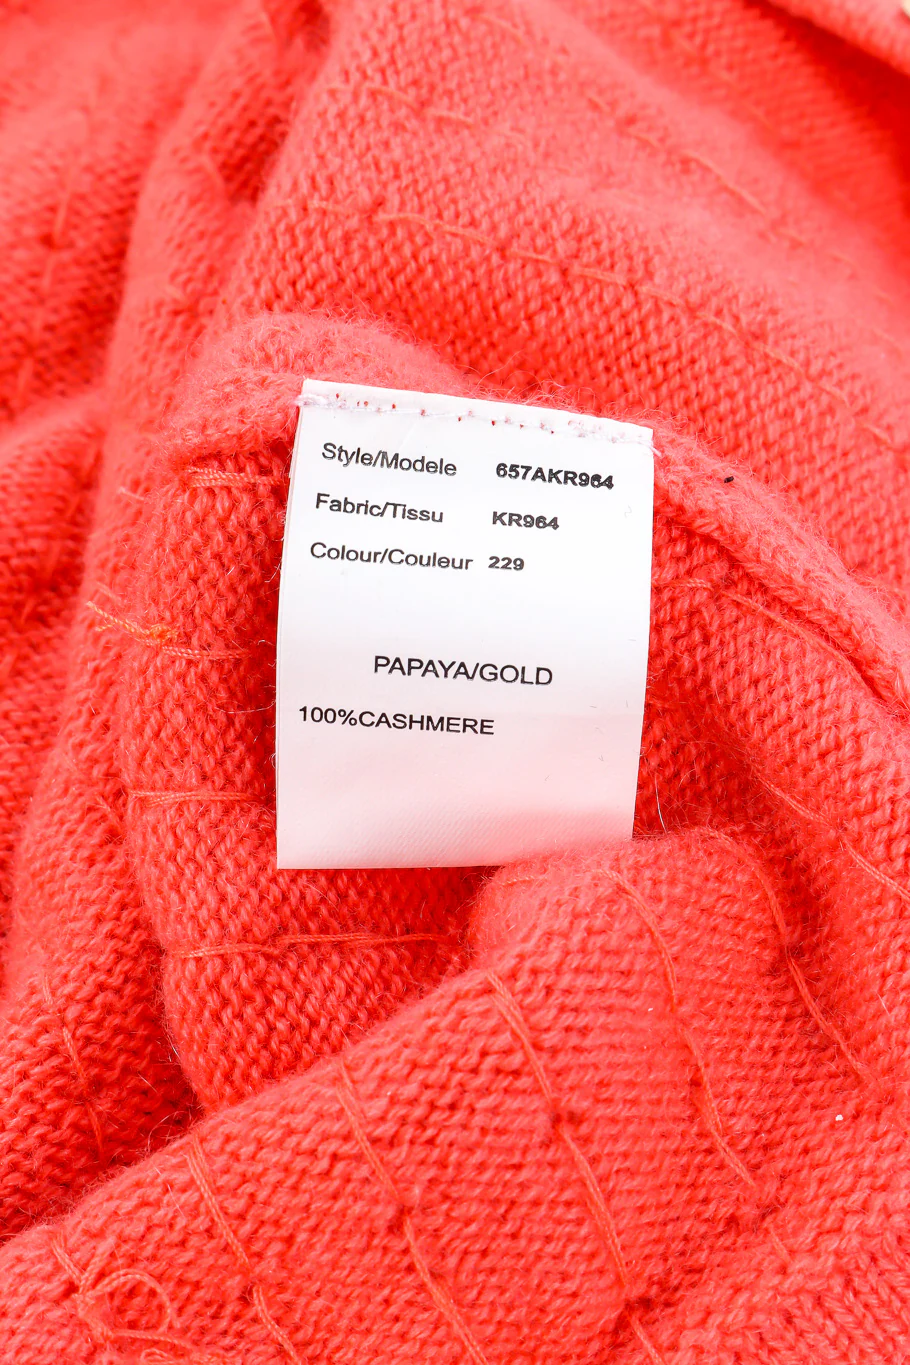 Style/Modele 657AKR964
Fabric/Tissu KR964
Colour/Couleur 229
PAPAYA/GOLD
100%CASHMERE